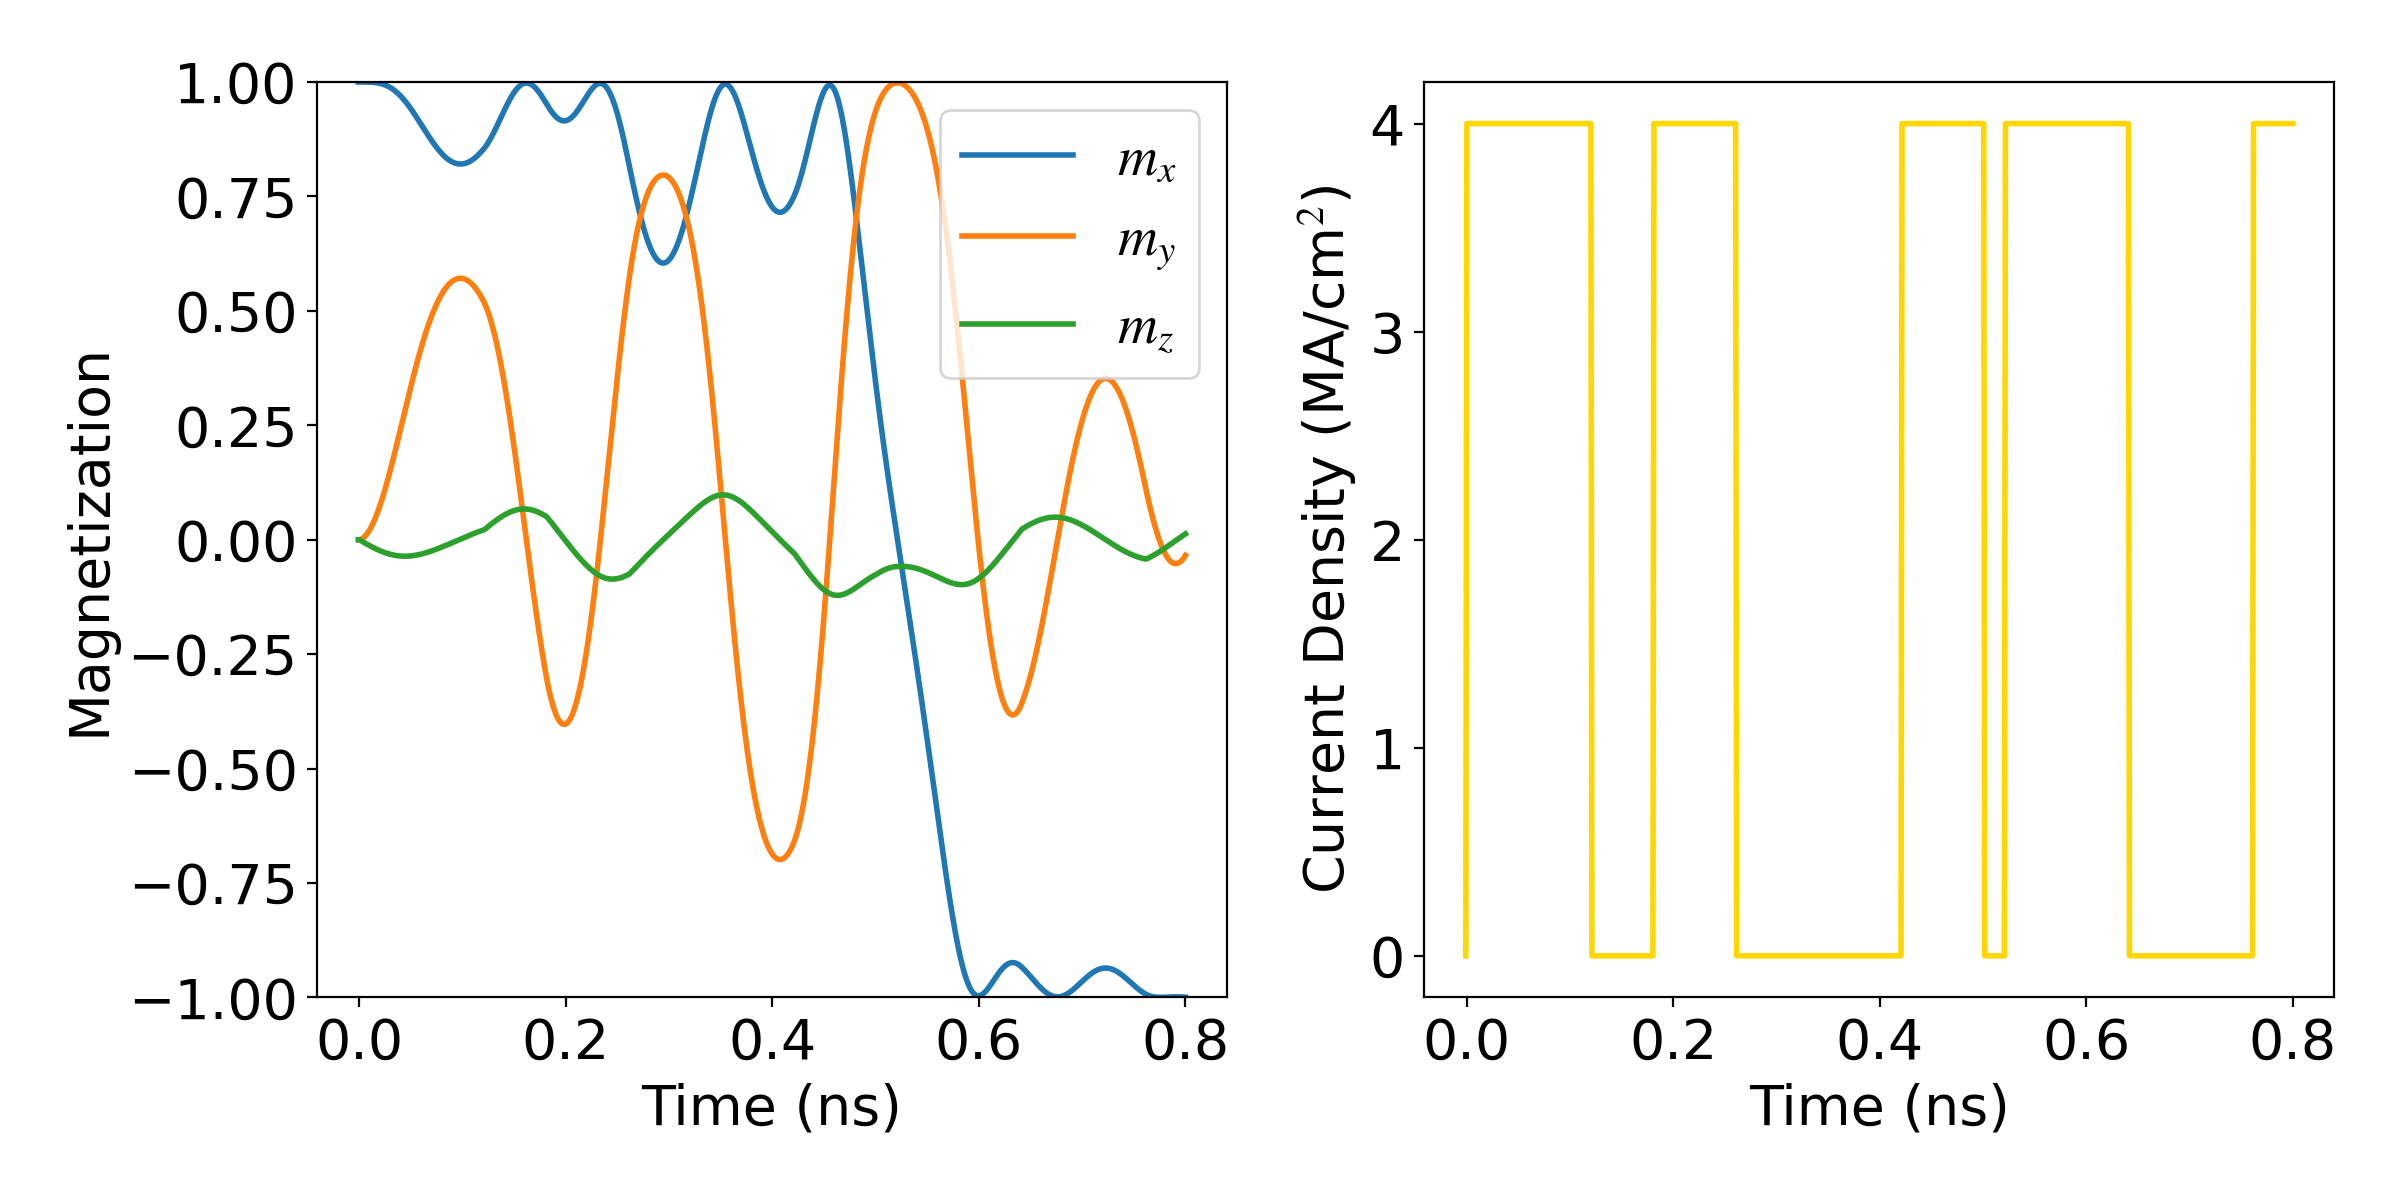 Magnetization
1.00
0.75
0.50
0.25
0.00
−0.25
−0.50
−0.75
−1.00
0.0 0.2 0.4 0.6 0.8
Time (ns)
m_x
m_y
m_z
Current Density (MA/cm²)
4
3
2
1
0
0.0 0.2 0.4 0.6 0.8
Time (ns)